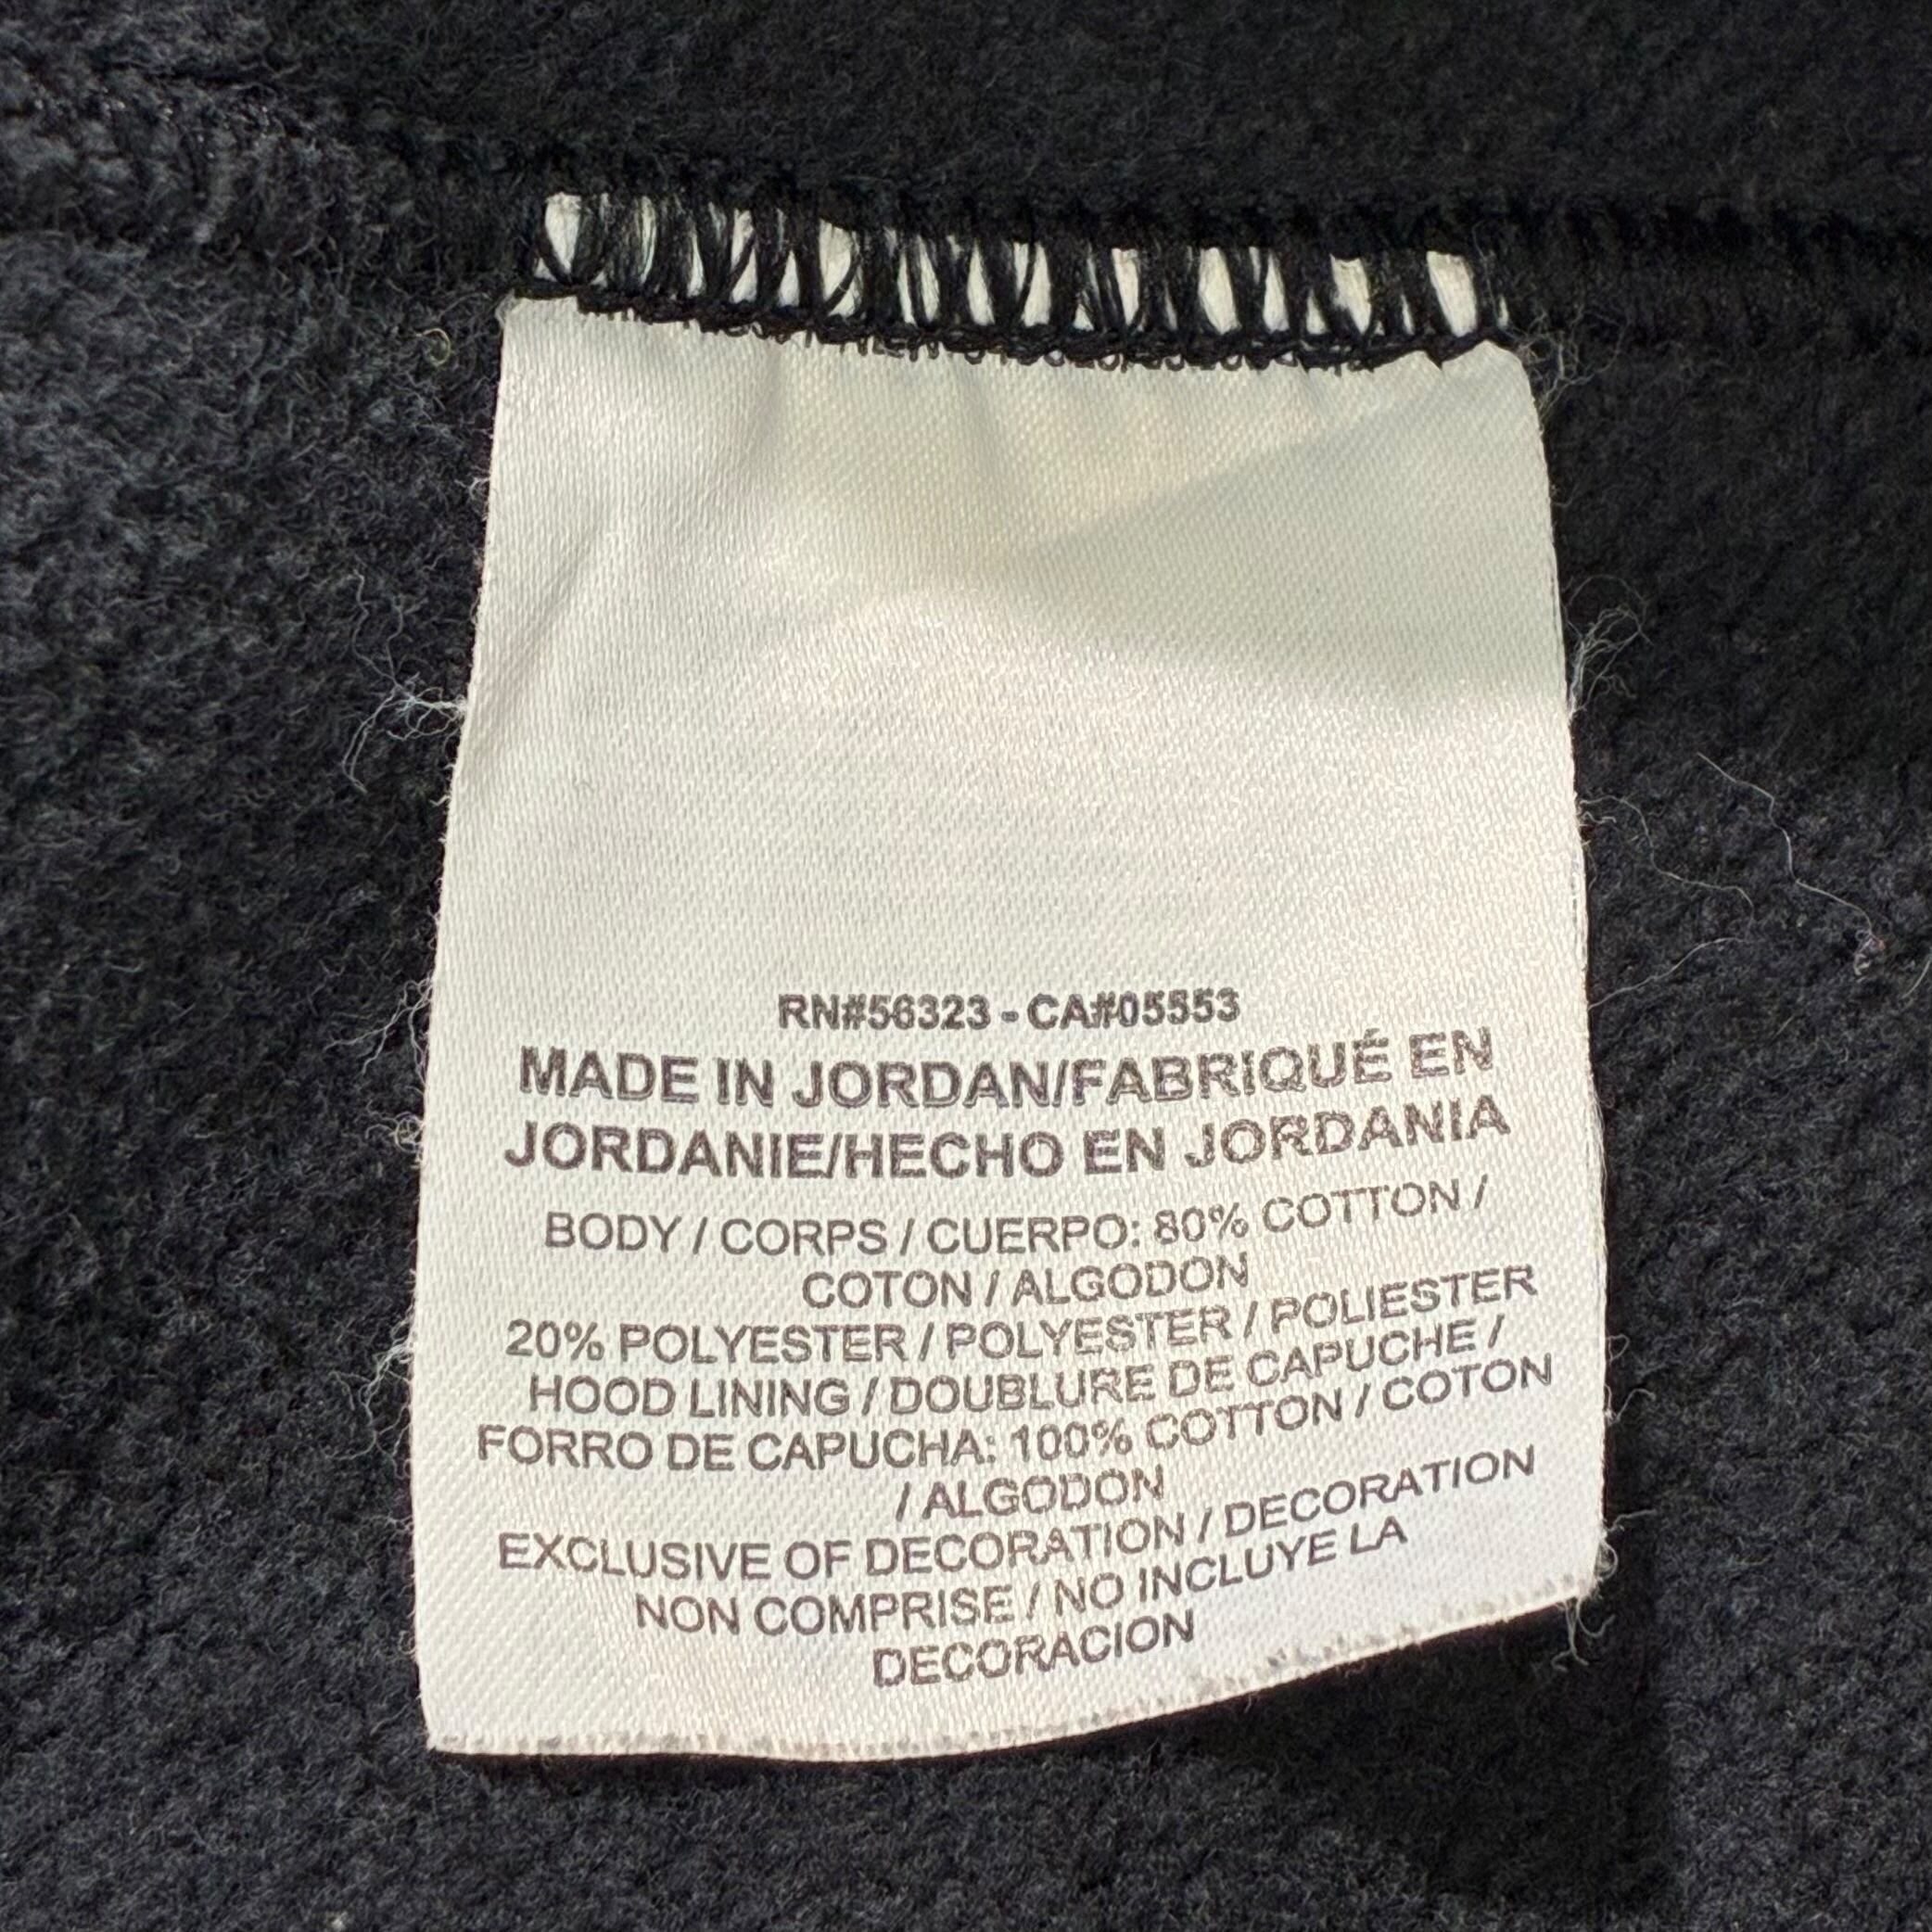 RN#56323 - CA#05553
MADE IN JORDAN/FABRIQUÉ EN
JORDANIE/HECHO EN JORDANIA
BODY / CORPS / CUERPO: 80% COTTON /
COTON / ALGODON
20% POLYESTER / POLYESTER / POLIESTER
HOOD LINING / DOUBLURE DE CAPUCHE /
FORRO DE CAPUCHA: 100% COTTON / COTON
/ ALGODON
EXCLUSIVE OF DECORATION / DECORATION
NON COMPRISE / NO INCLUYE LA
DECORACION